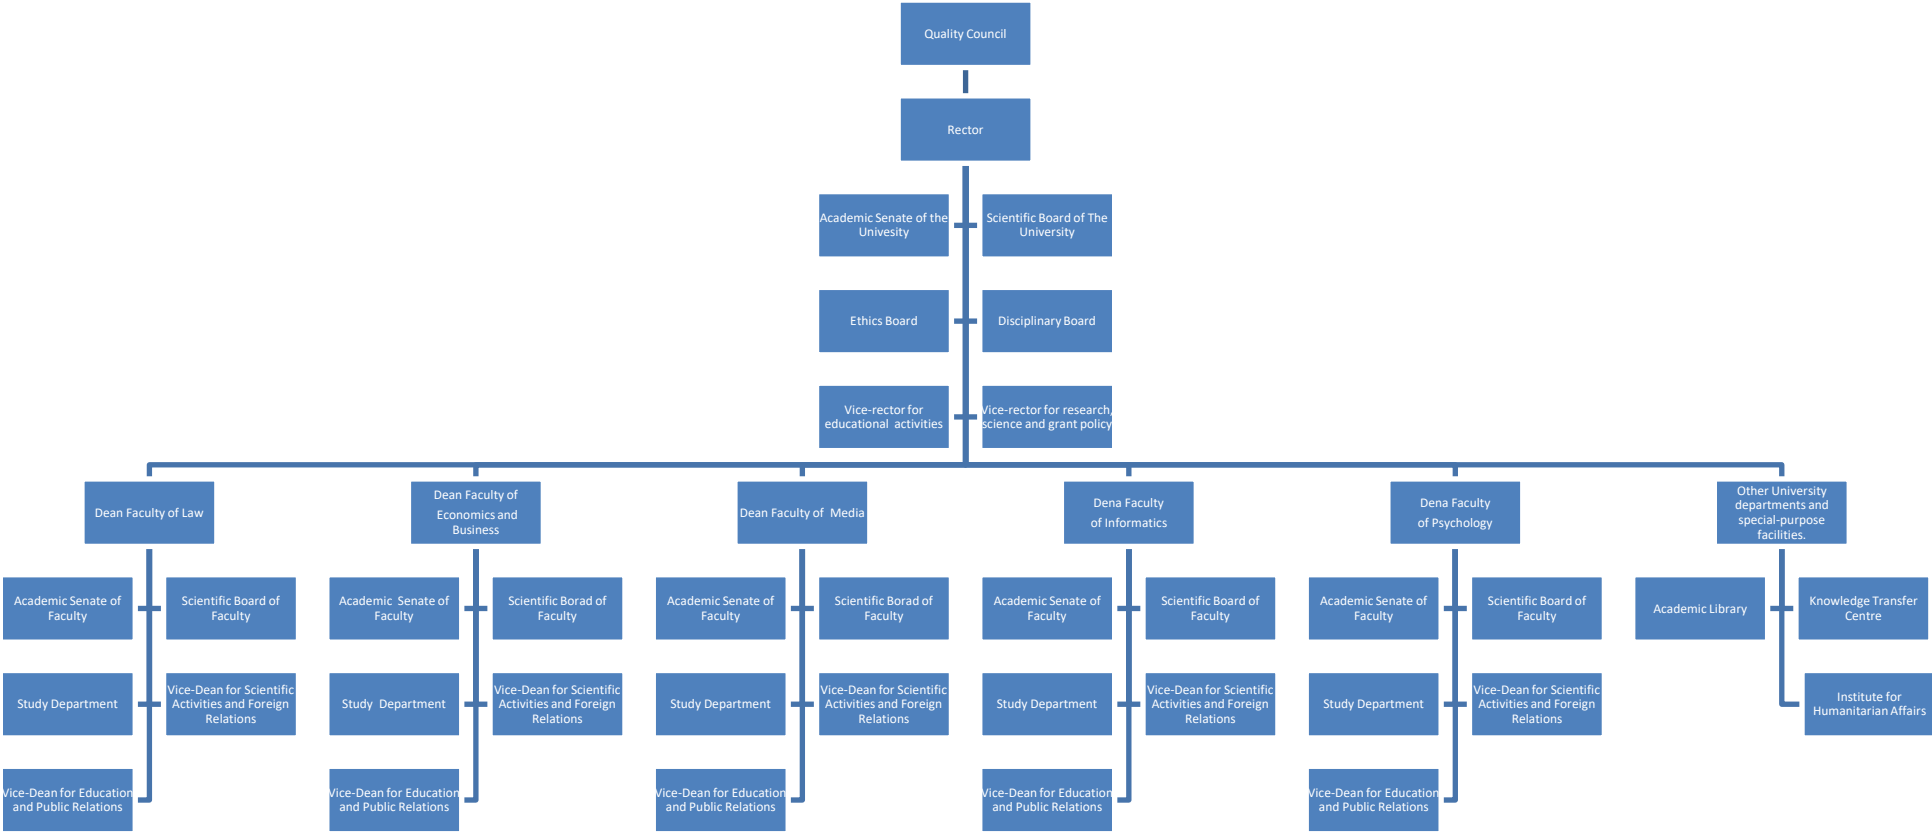 Quality Council
Rector
Academic Senate of the
Univesity
Scientific Board of The
University
Ethics Board
Disciplinary Board
Vice-rector for
educational activities
Vice-rector for research,
science and grant policy
Dean Faculty of Law
Dean Faculty of
Economics and
Business
Dean Faculty of Media
Dena Faculty
of Informatics
Dena Faculty
of Psychology
Other University
departments and
special-purpose
facilities.
Academic Senate of
Faculty
Scientific Board of
Faculty
Academic Senate of
Faculty
Scientific Borad of
Faculty
Academic Senate of
Faculty
Scientific Borad of
Faculty
Academic Senate of
Faculty
Scientific Board of
Faculty
Academic Senate of
Faculty
Scientific Board of
Faculty
Academic Library
Knowledge Transfer
Centre
Study Department
Vice-Dean for Scientific
Activities and Foreign
Relations
Study Department
Vice-Dean for Scientific
Activities and Foreign
Relations
Study Department
Vice-Dean for Scientific
Activities and Foreign
Relations
Study Department
Vice-Dean for Scientific
Activities and Foreign
Relations
Study Department
Vice-Dean for Scientific
Activities and Foreign
Relations
Institute for
Humanitarian Affairs
Vice-Dean for Education
and Public Relations
Vice-Dean for Education
and Public Relations
Vice-Dean for Education
and Public Relations
Vice-Dean for Education
and Public Relations
Vice-Dean for Education
and Public Relations